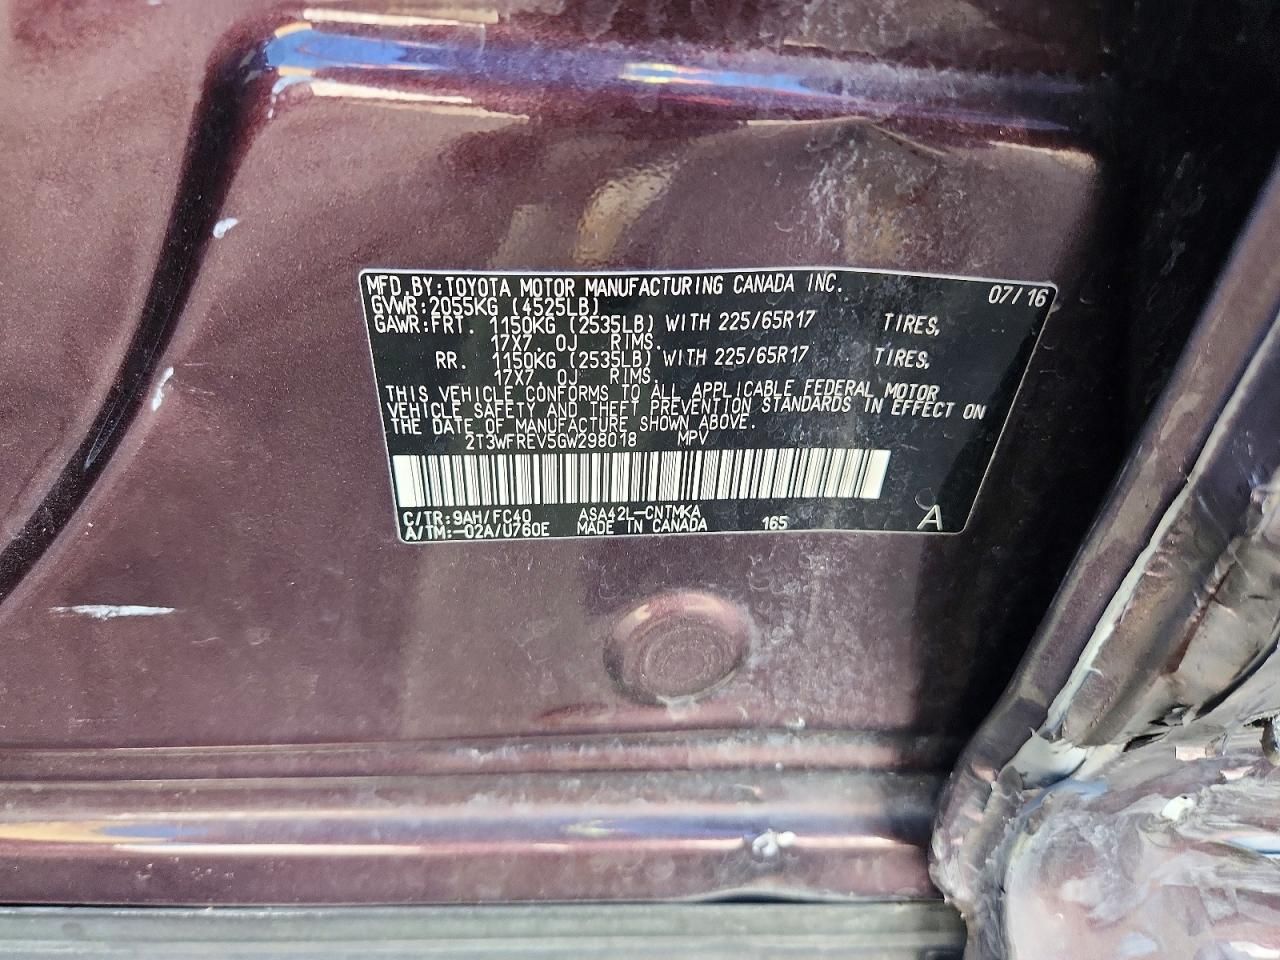 MFD.BY:TOYOTA MOTOR MANUFACTURING CANADA INC. 07/16
GVWR:2055KG (4525LB)
GAWR:FRT. 1150KG (2535LB) WITH 225/65R17 TIRES,
17X7.0J RIMS.
RR. 1150KG (2535LB) WITH 225/65R17 TIRES,
17X7.0J RIMS.
THIS VEHICLE CONFORMS TO ALL APPLICABLE FEDERAL MOTOR
VEHICLE SAFETY AND THEFT PREVENTION STANDARDS IN EFFECT ON
THE DATE OF MANUFACTURE SHOWN ABOVE.
2T3WFREV5GW298018 MPV
C/TR:9AH/FC40 ASA42L-CNTMKA
A/TM:-02A/U760E MADE IN CANADA 165 A